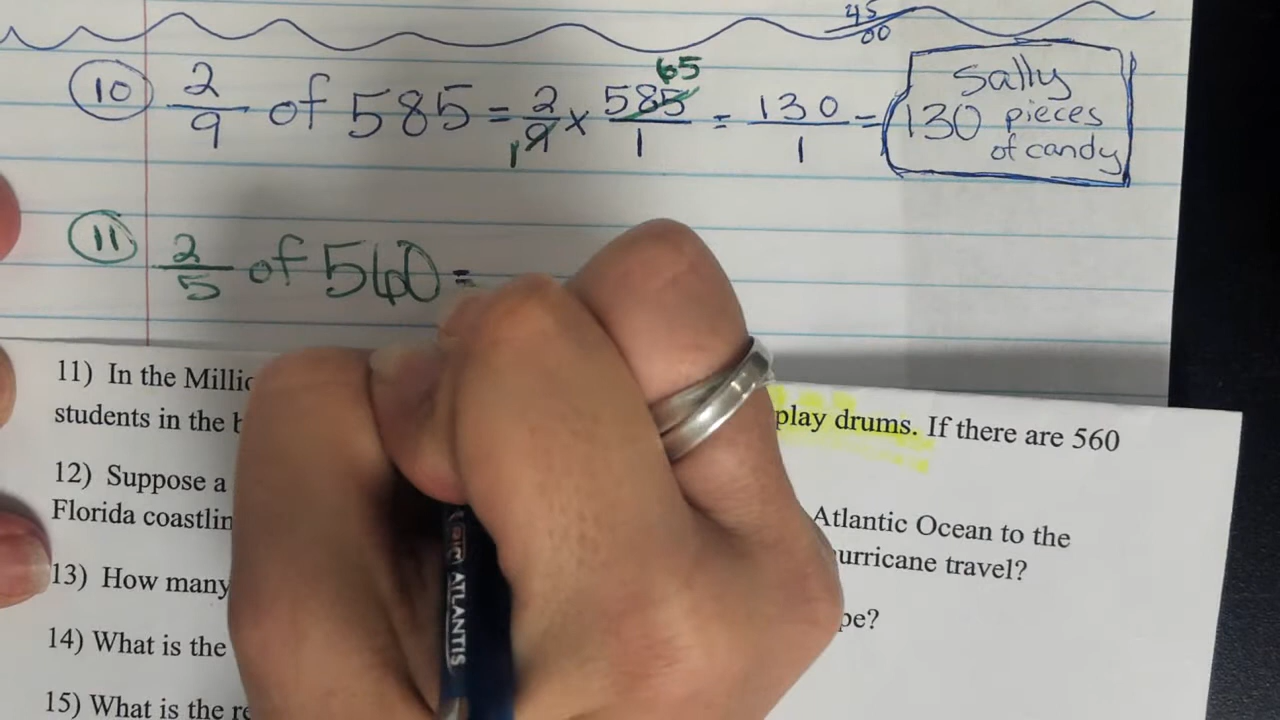 45
00
10 2/9 of 585 = 2/9 x 585/1 = 130/1 = Sally 130 pieces of candy
65
1
11 2/5 of 560 =
11) In the Millic play drums. If there are 560
students in the b
12) Suppose a Atlantic Ocean to the
Florida coastlin urricane travel?
13) How many pe?
14) What is the
15) What is the re
BIC ATLANTIS